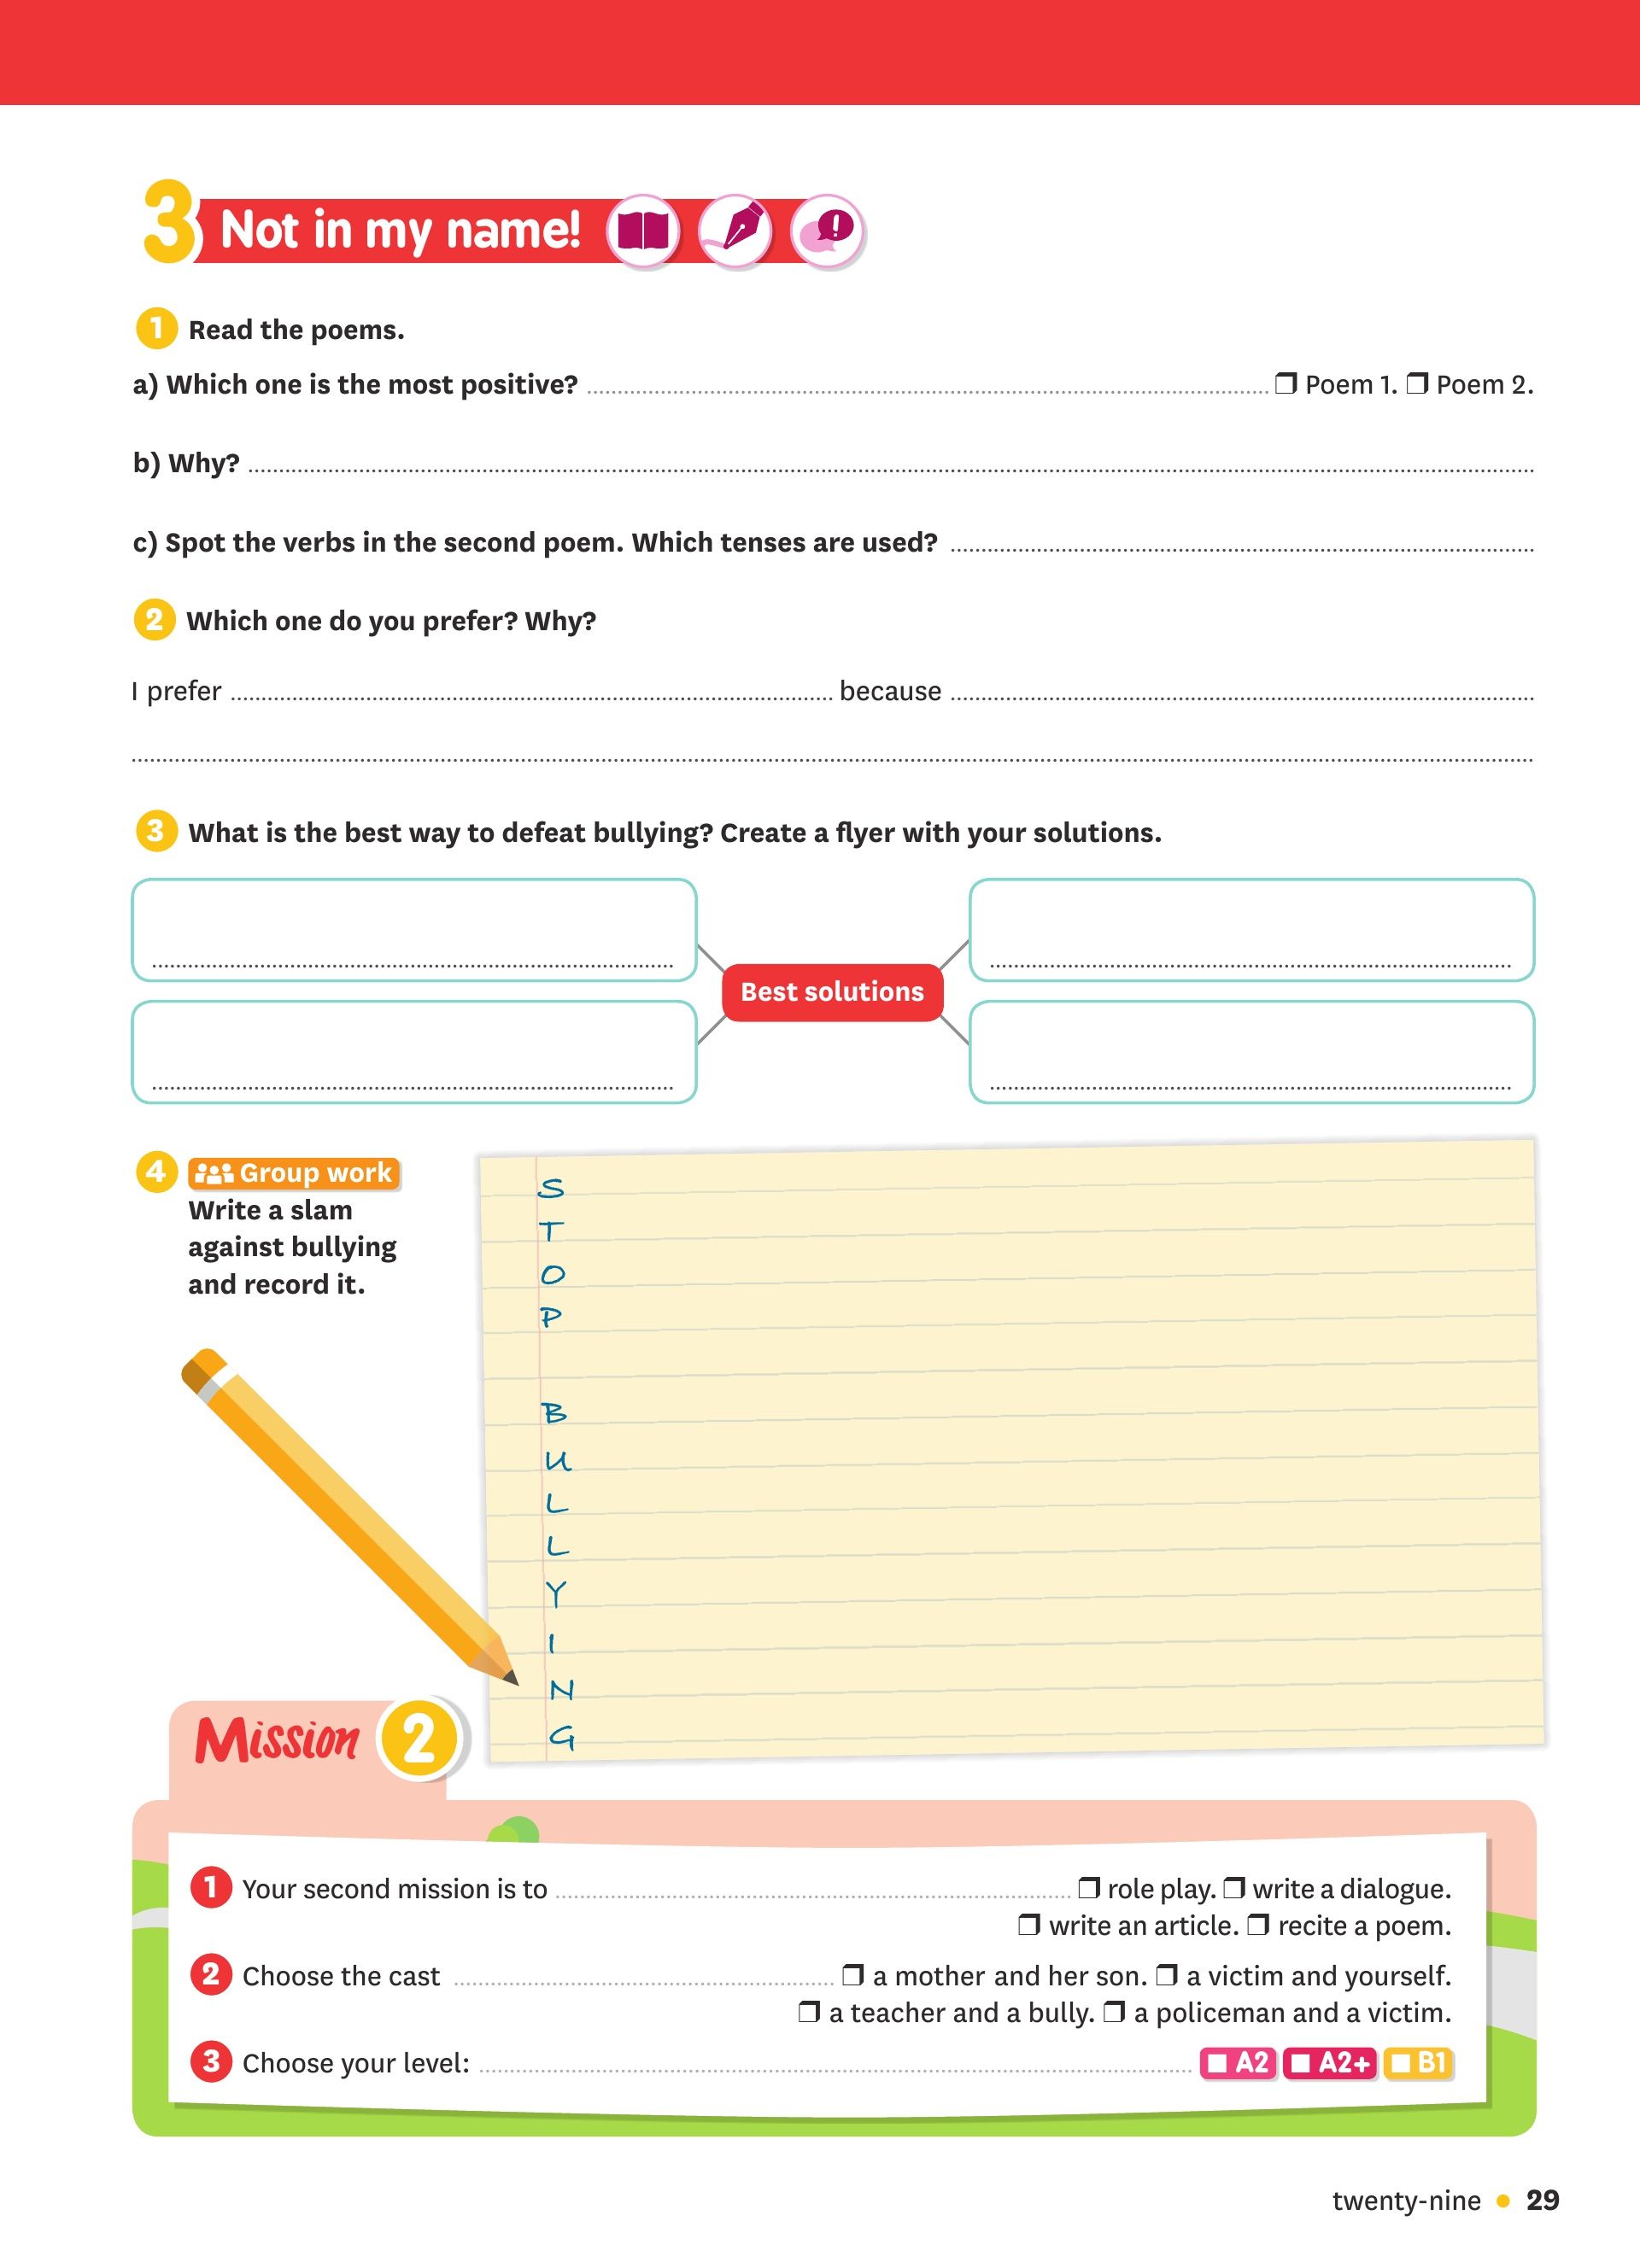 3 Not in my name!
1 Read the poems.
a) Which one is the most positive? ❒ Poem 1. ❒ Poem 2.
b) Why?
c) Spot the verbs in the second poem. Which tenses are used?
2 Which one do you prefer? Why?
I prefer because
3 What is the best way to defeat bullying? Create a flyer with your solutions.
Best solutions
4 Group work
Write a slam
against bullying
and record it.
S
T
O
P
B
U
L
L
Y
I
N
G
Mission 2
1 Your second mission is to ❒ role play. ❒ write a dialogue.
❒ write an article. ❒ recite a poem.
2 Choose the cast ❒ a mother and her son. ❒ a victim and yourself.
❒ a teacher and a bully. ❒ a policeman and a victim.
3 Choose your level: A2 A2+ B1
twenty-nine • 29